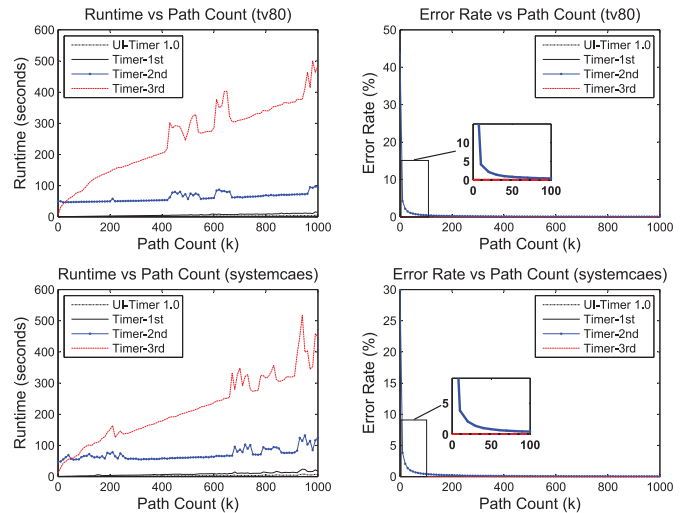 Runtime vs Path Count (tv80)
600
500
400
300
200
100
0
Runtime (seconds)
UI-Timer 1.0
Timer-1st
Timer-2nd
Timer-3rd
0 200 400 600 800 1000
Path Count (k)
Error Rate vs Path Count (tv80)
50
40
30
20
10
0
Error Rate (%)
UI-Timer 1.0
Timer-1st
Timer-2nd
Timer-3rd
15
10
5
0
0 50 100
0 200 400 600 800 1000
Path Count (k)
Runtime vs Path Count (systemcaes)
600
500
400
300
200
100
0
Runtime (seconds)
UI-Timer 1.0
Timer-1st
Timer-2nd
Timer-3rd
0 200 400 600 800 1000
Path Count (k)
Error Rate vs Path Count (systemcaes)
30
25
20
15
10
5
0
Error Rate (%)
UI-Timer 1.0
Timer-1st
Timer-2nd
Timer-3rd
5
0
0 50 100
0 200 400 600 800 1000
Path Count (k)